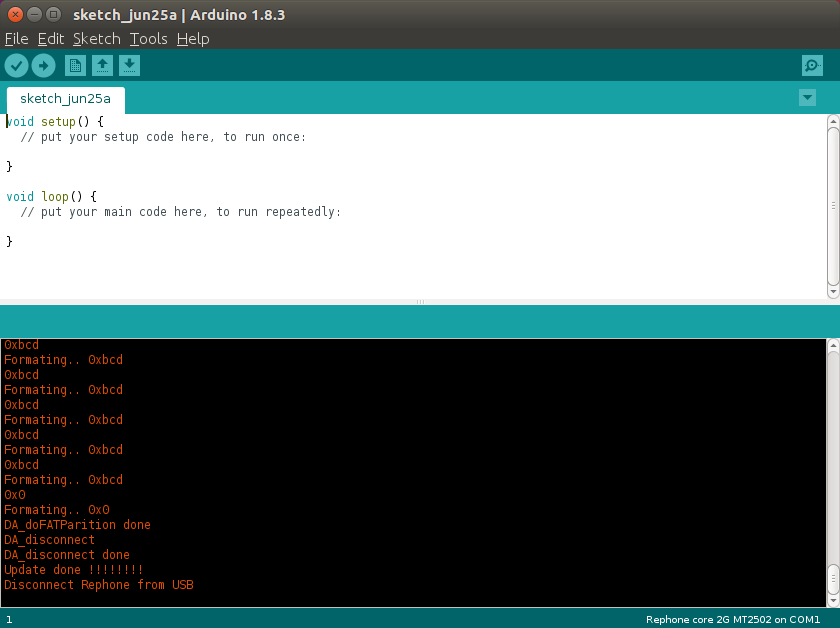 sketch_jun25a | Arduino 1.8.3
File Edit Sketch Tools Help
sketch_jun25a
void setup() {
  // put your setup code here, to run once:
}
void loop() {
  // put your main code here, to run repeatedly:
}
0xbcd
Formating.. 0xbcd
0xbcd
Formating.. 0xbcd
0xbcd
Formating.. 0xbcd
0xbcd
Formating.. 0xbcd
0xbcd
Formating.. 0xbcd
0x0
Formating.. 0x0
DA_doFATParition done
DA_disconnect
DA_disconnect done
Update done !!!!!!!!
Disconnect Rephone from USB
1 Rephone core 2G MT2502 on COM1